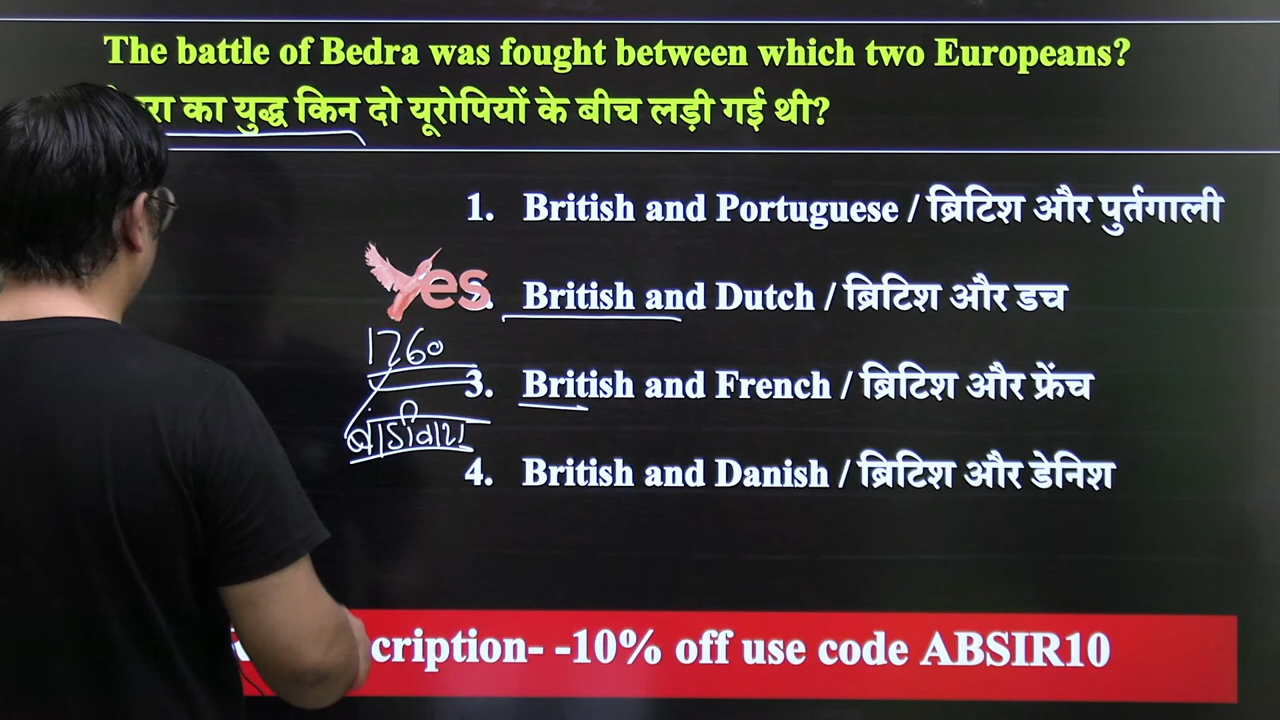 The battle of Bedra was fought between which two Europeans?
का युद्ध किन दो यूरोपियों के बीच लड़ी गई थी?
1. British and Portuguese / ब्रिटिश और पुर्तगाली
Yes British and Dutch / ब्रिटिश और डच
1760
3. British and French / ब्रिटिश और फ्रेंच
4. British and Danish / ब्रिटिश और डेनिश
-10% off use code ABSIR10